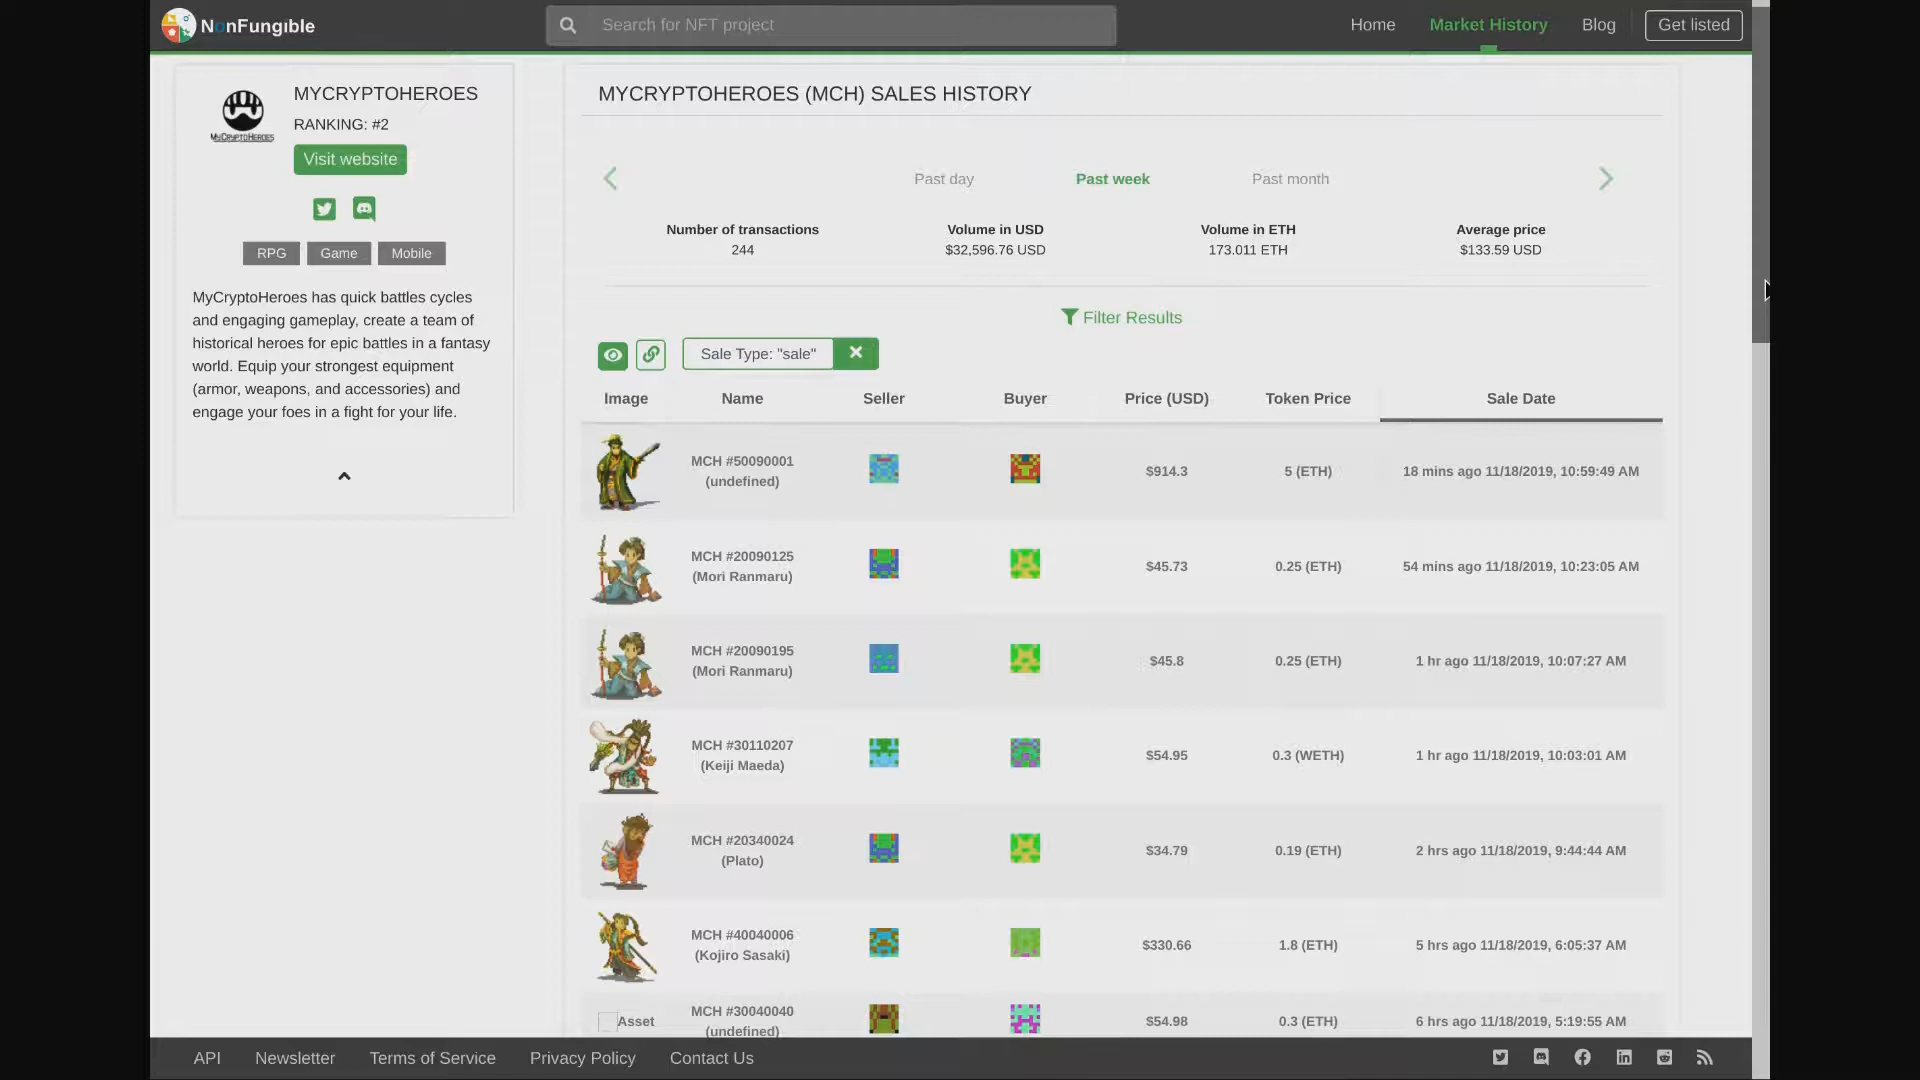 NonFungible
Search for NFT project
Home
Market History
Blog
Get listed
MYCRYPTOHEROES
RANKING: #2
Visit website
MyCryptoHeroes
RPG
Game
Mobile
MyCryptoHeroes has quick battles cycles
and engaging gameplay, create a team of
historical heroes for epic battles in a fantasy
world. Equip your strongest equipment
(armor, weapons, and accessories) and
engage your foes in a fight for your life.
MYCRYPTOHEROES (MCH) SALES HISTORY
Past day
Past week
Past month
Number of transactions
244
Volume in USD
$32,596.76 USD
Volume in ETH
173.011 ETH
Average price
$133.59 USD
Filter Results
Sale Type: "sale"
Image Name Seller Buyer Price (USD) Token Price Sale Date
MCH #50090001
(undefined)
$914.3 5 (ETH) 18 mins ago 11/18/2019, 10:59:49 AM
MCH #20090125
(Mori Ranmaru)
$45.73 0.25 (ETH) 54 mins ago 11/18/2019, 10:23:05 AM
MCH #20090195
(Mori Ranmaru)
$45.8 0.25 (ETH) 1 hr ago 11/18/2019, 10:07:27 AM
MCH #30110207
(Keiji Maeda)
$54.95 0.3 (WETH) 1 hr ago 11/18/2019, 10:03:01 AM
MCH #20340024
(Plato)
$34.79 0.19 (ETH) 2 hrs ago 11/18/2019, 9:44:44 AM
MCH #40040006
(Kojiro Sasaki)
$330.66 1.8 (ETH) 5 hrs ago 11/18/2019, 6:05:37 AM
Asset
MCH #30040040
(undefined)
$54.98 0.3 (ETH) 6 hrs ago 11/18/2019, 5:19:55 AM
API
Newsletter
Terms of Service
Privacy Policy
Contact Us